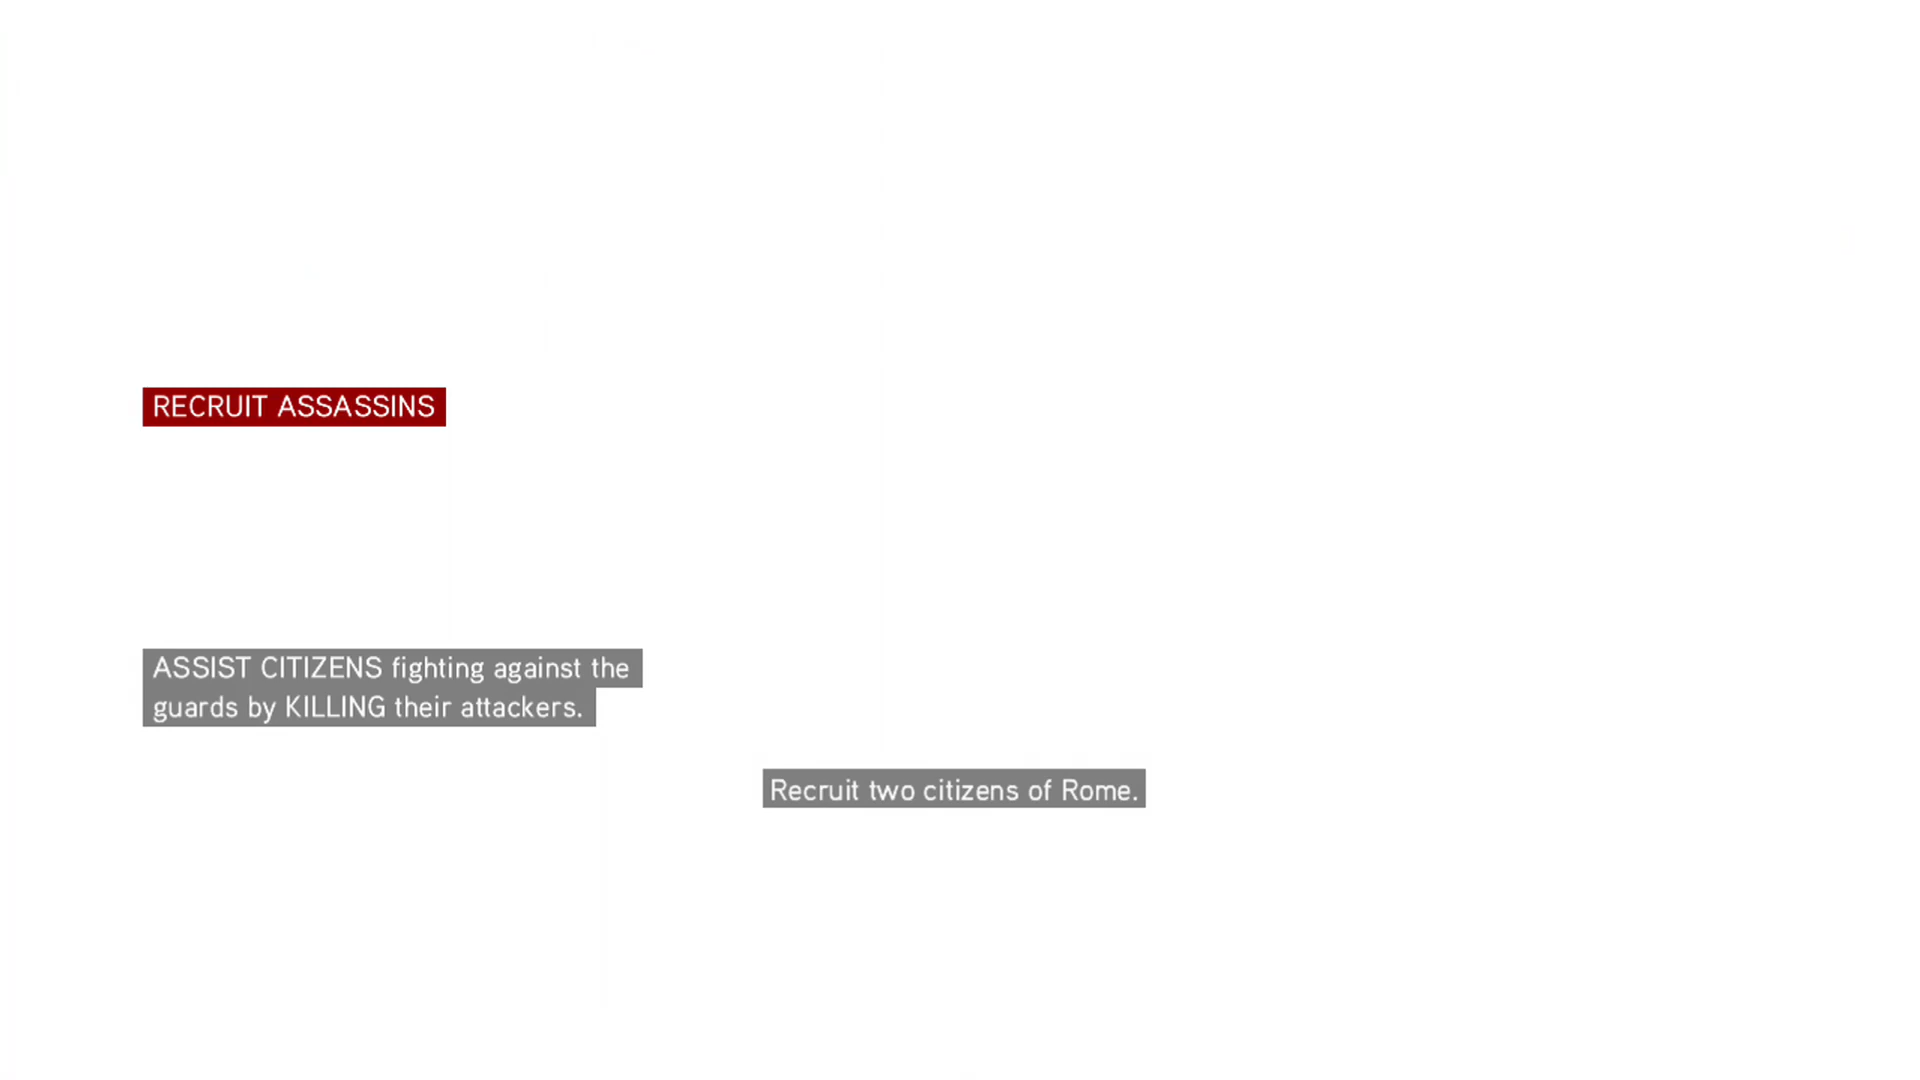 RECRUIT ASSASSINS
ASSIST CITIZENS fighting against the
guards by KILLING their attackers.
Recruit two citizens of Rome.